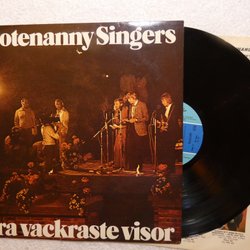 otenanny Singers
ra vackraste visor